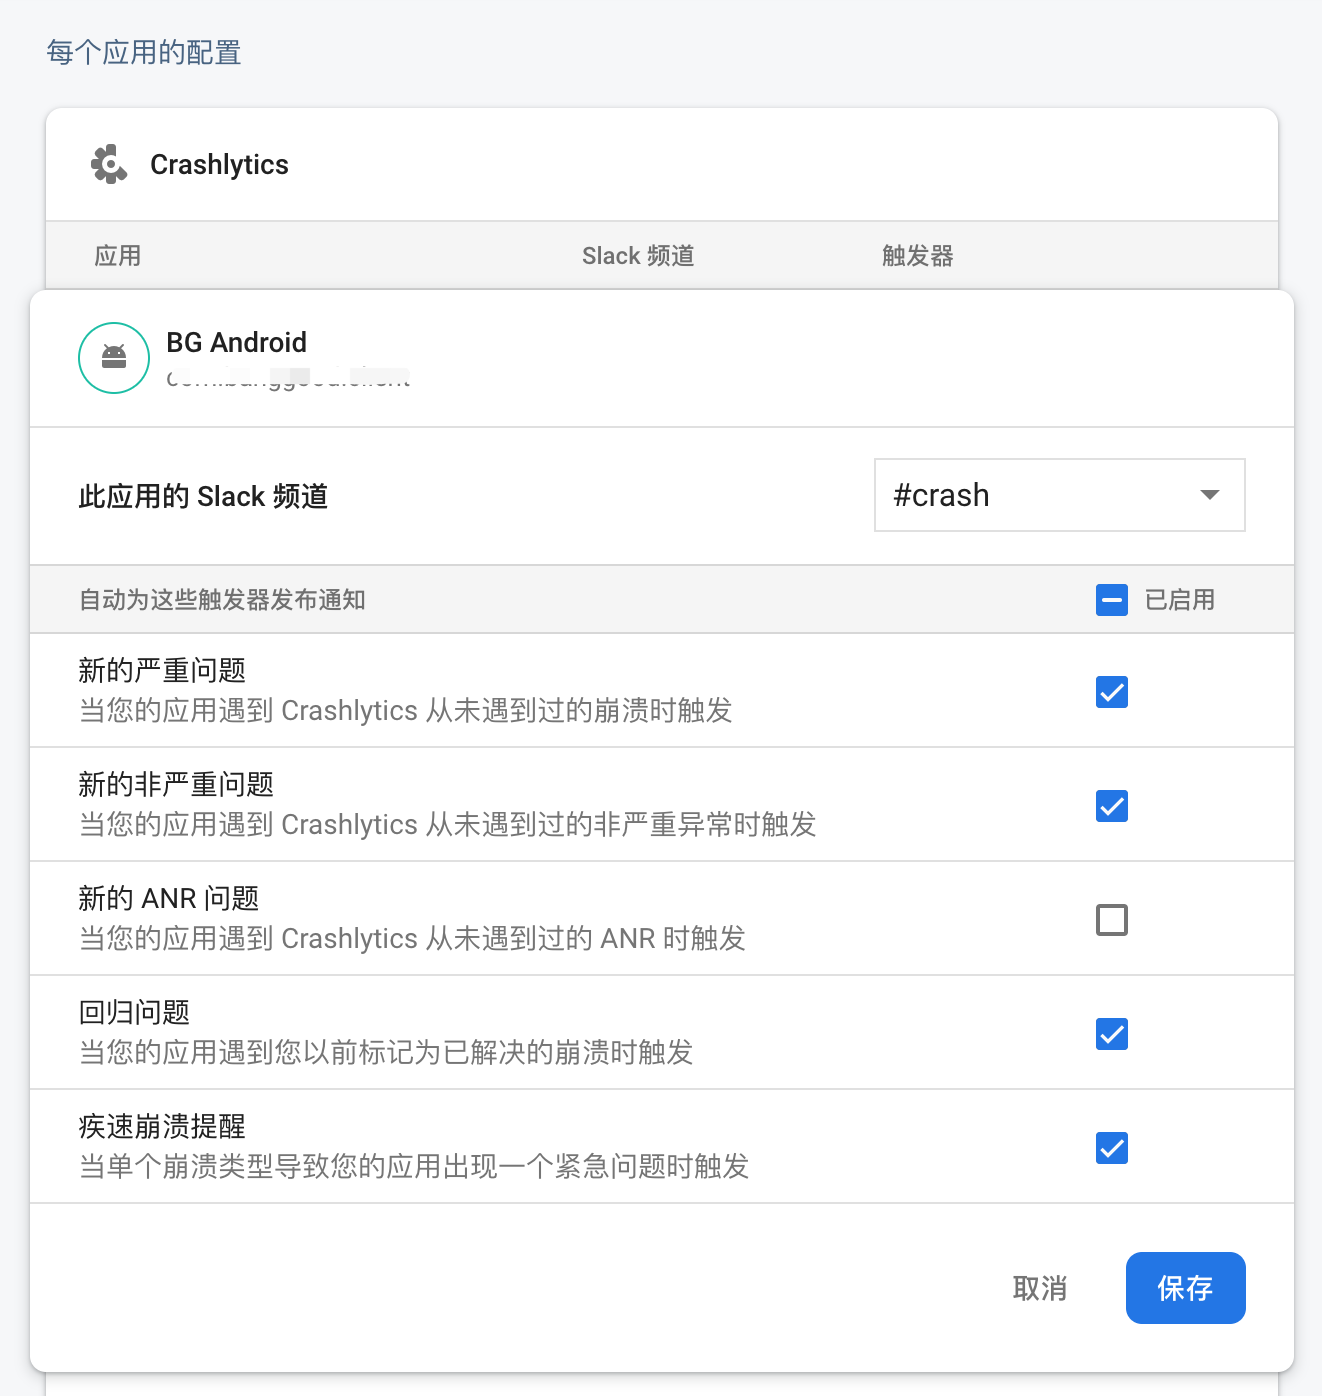 每个应用的配置
Crashlytics
应用 Slack 频道 触发器
BG Android
此应用的 Slack 频道 #crash
自动为这些触发器发布通知 已启用
新的严重问题
当您的应用遇到 Crashlytics 从未遇到过的崩溃时触发
新的非严重问题
当您的应用遇到 Crashlytics 从未遇到过的非严重异常时触发
新的 ANR 问题
当您的应用遇到 Crashlytics 从未遇到过的 ANR 时触发
回归问题
当您的应用遇到您以前标记为已解决的崩溃时触发
疾速崩溃提醒
当单个崩溃类型导致您的应用出现一个紧急问题时触发
取消 保存